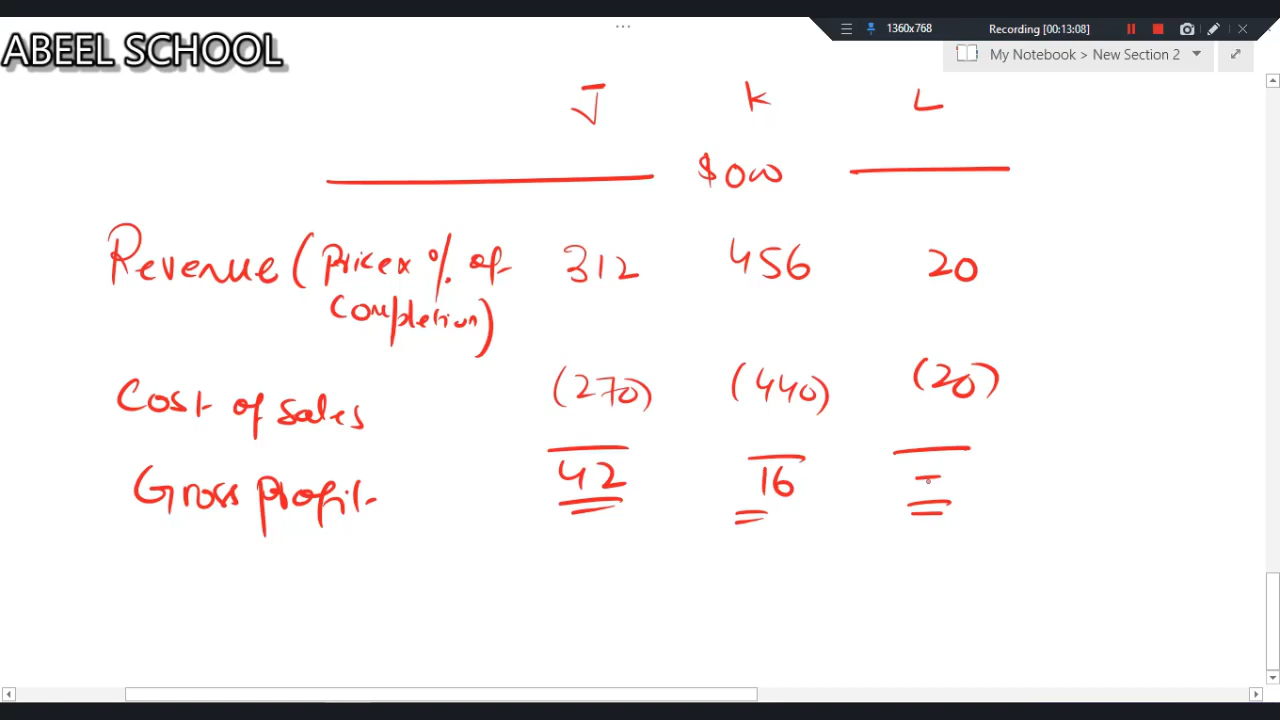 ABEEL SCHOOL
1360x768
Recording [00:13:08]
My Notebook > New Section 2
J K L
$000
Revenue (Price x % of completion) 312 456 20
Cost of sales (270) (440) (20)
Gross profit 42 16 -